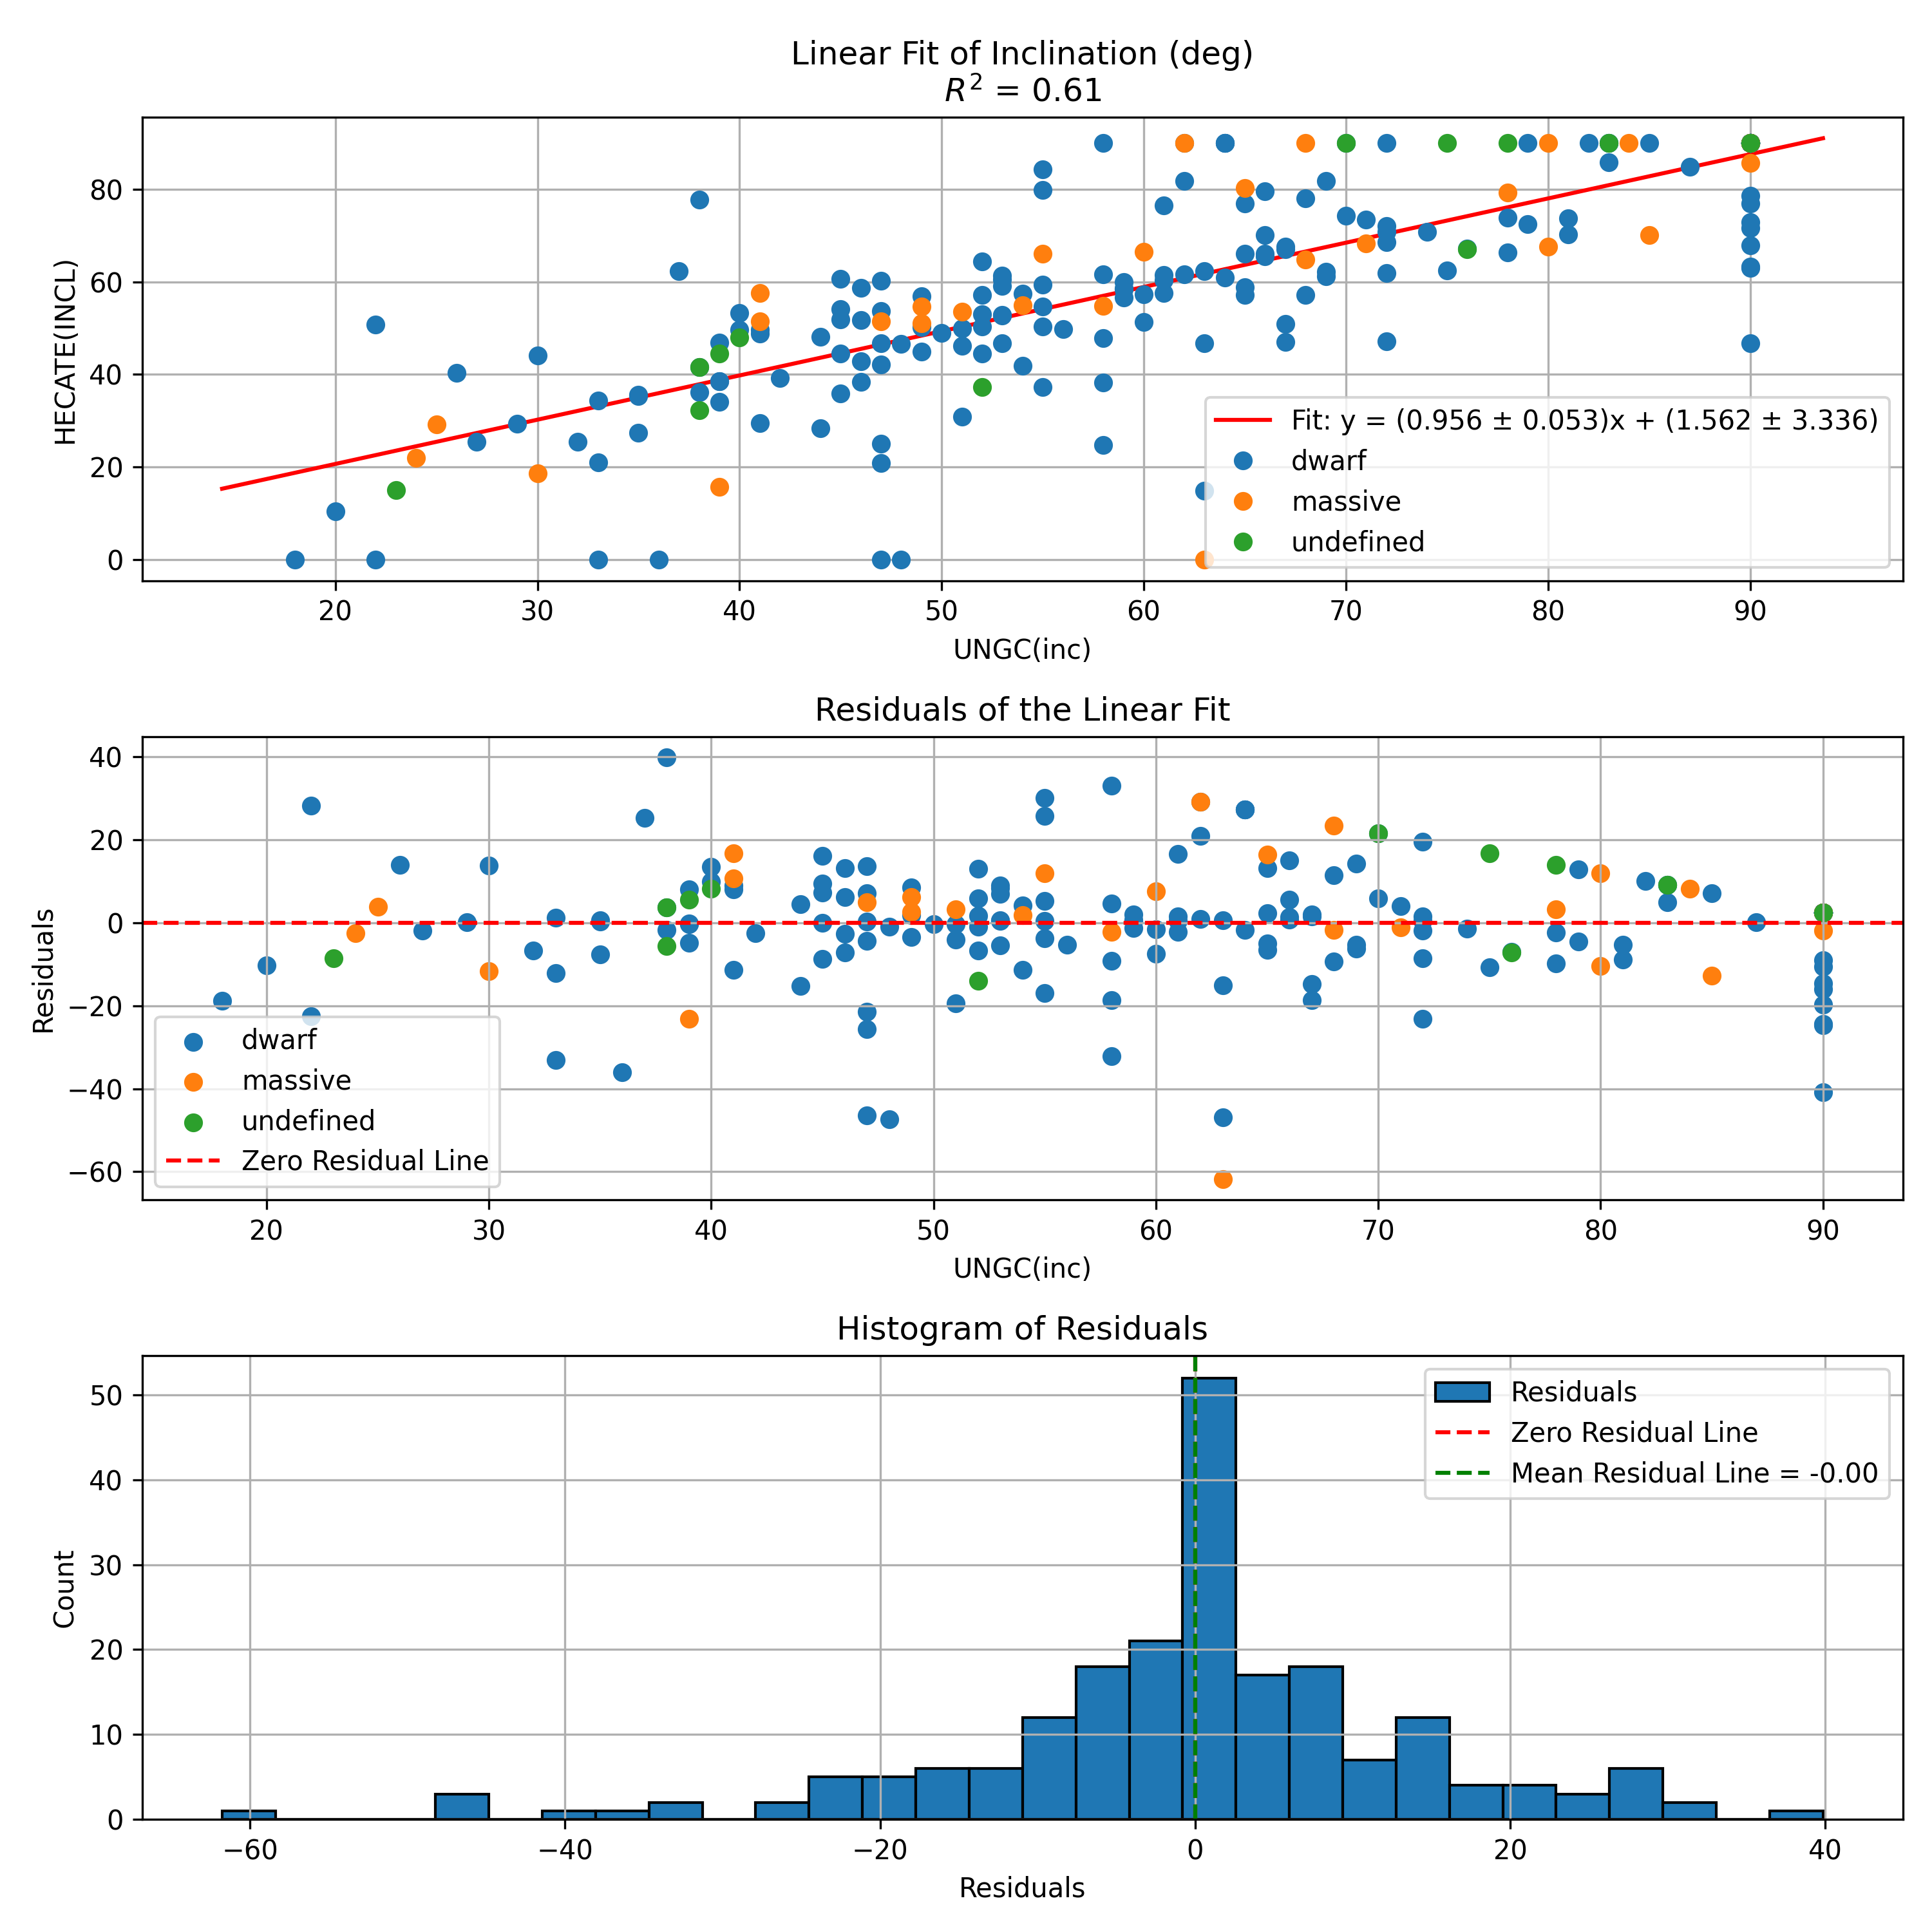 Linear Fit of Inclination (deg)
R² = 0.61
HECATE(INCL)
80
60
40
20
0
Fit: y = (0.956 ± 0.053)x + (1.562 ± 3.336)
dwarf
massive
undefined
20 30 40 50 60 70 80 90
UNGC(inc)
Residuals of the Linear Fit
Residuals
40
20
0
−20
−40
−60
dwarf
massive
undefined
Zero Residual Line
20 30 40 50 60 70 80 90
UNGC(inc)
Histogram of Residuals
Count
50
40
30
20
10
0
Residuals
Zero Residual Line
Mean Residual Line = -0.00
−60 −40 −20 0 20 40
Residuals